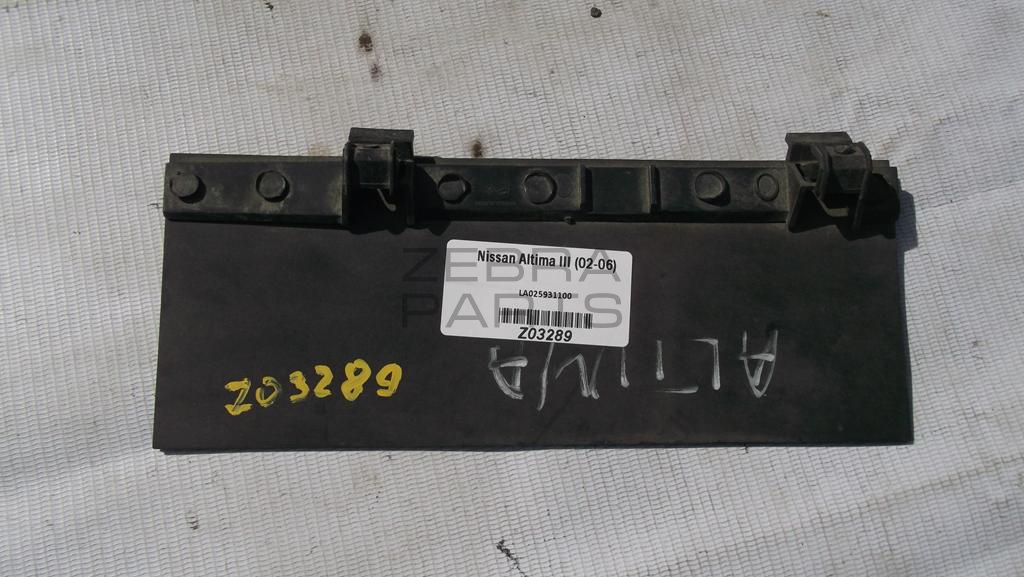 Nissan Altima III (02-06)
LA025931100
Z03289
ZEBRA
PARTS
Z03289
ALTIMA